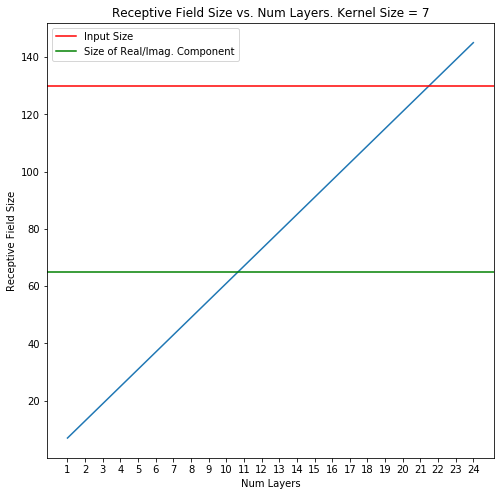 Receptive Field Size vs. Num Layers. Kernel Size = 7
Input Size
Size of Real/Imag. Component
140
120
100
80
60
40
20
Receptive Field Size
1 2 3 4 5 6 7 8 9 10 11 12 13 14 15 16 17 18 19 20 21 22 23 24
Num Layers